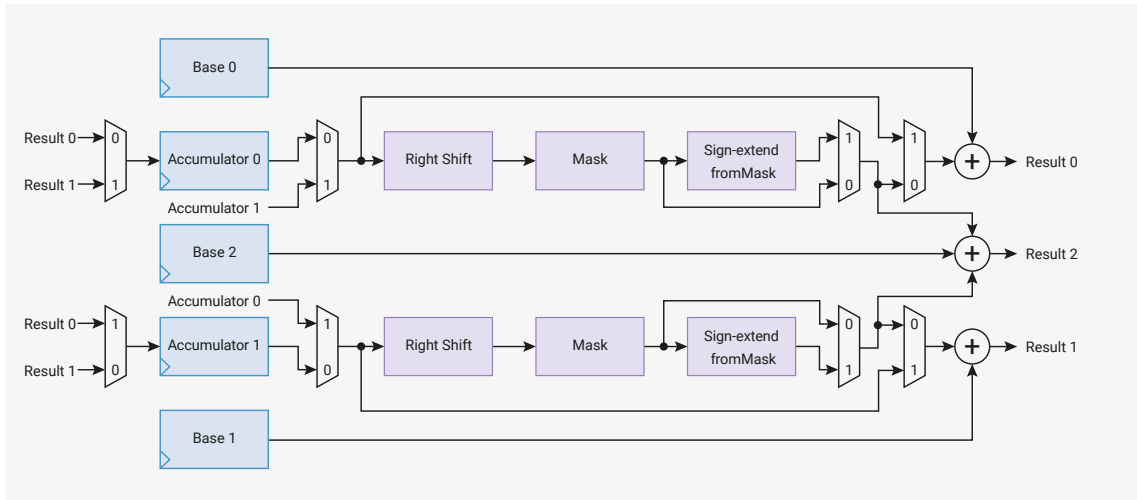 Base 0
Result 0
Result 1
0
1
Accumulator 0
0
1
Accumulator 1
Right Shift
Mask
Sign-extend
fromMask
1
0
1
0
+
Result 0
Base 2
+
Result 2
Accumulator 0
Result 0
Result 1
1
0
Accumulator 1
1
0
Right Shift
Mask
Sign-extend
fromMask
0
1
0
1
+
Result 1
Base 1